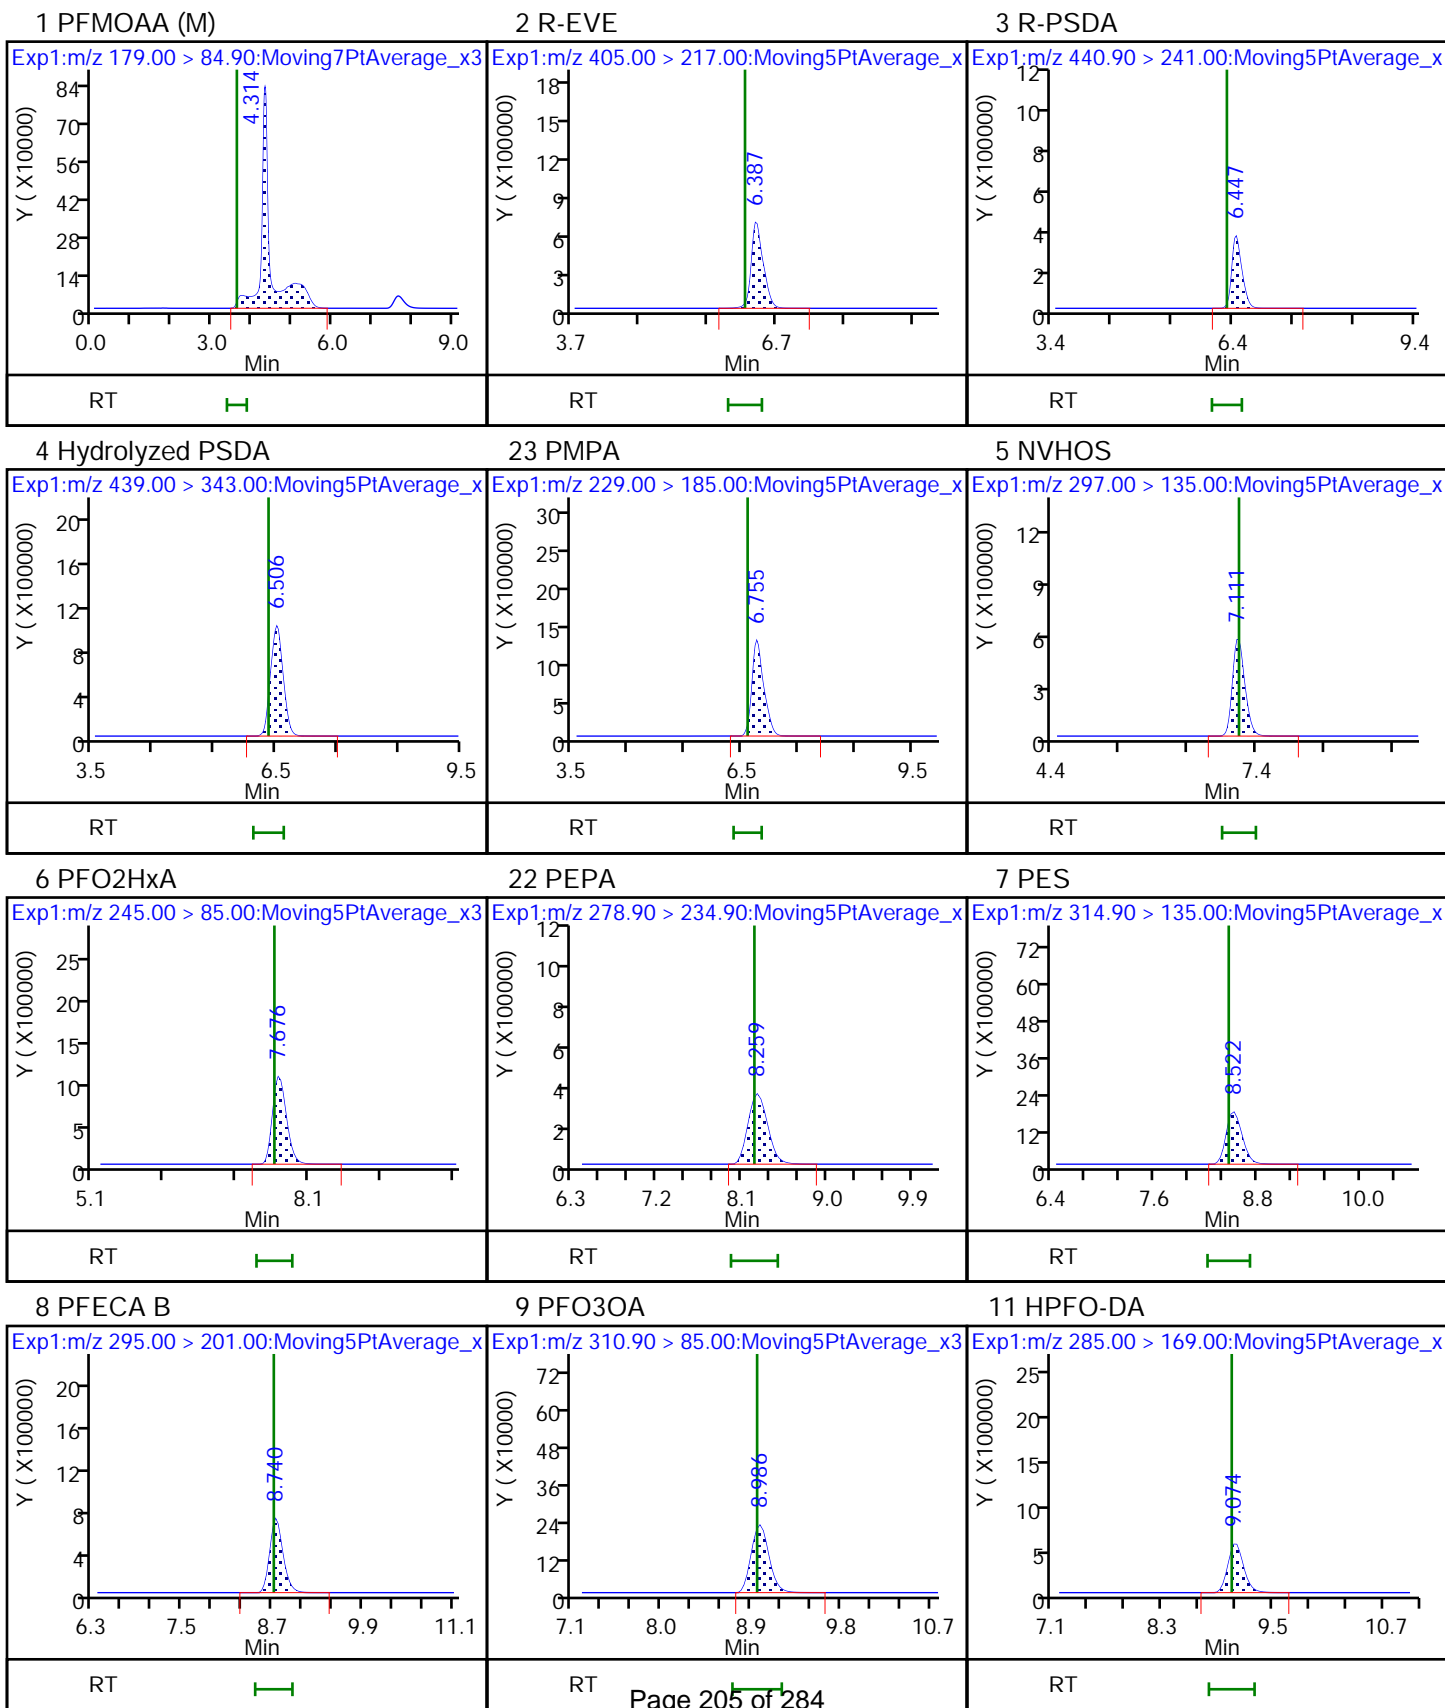 1 PFMOAA (M)
2 R-EVE
3 R-PSDA
Exp1:m/z 179.00 > 84.90:Moving7PtAverage_x3
Exp1:m/z 405.00 > 217.00:Moving5PtAverage_x
Exp1:m/z 440.90 > 241.00:Moving5PtAverage_x
Y ( X100000)
84
70
56
42
28
14
0
4.314
0.0 3.0 6.0 9.0
Min
Y ( X100000)
18
15
12
9
6
3
0
6.387
3.7 6.7
Min
Y ( X100000)
12
10
8
6
4
2
0
6.447
3.4 6.4 9.4
Min
RT
RT
RT
4 Hydrolyzed PSDA
23 PMPA
5 NVHOS
Exp1:m/z 439.00 > 343.00:Moving5PtAverage_x
Exp1:m/z 229.00 > 185.00:Moving5PtAverage_x
Exp1:m/z 297.00 > 135.00:Moving5PtAverage_x
Y ( X100000)
20
16
12
8
4
0
6.506
3.5 6.5 9.5
Min
Y ( X100000)
30
25
20
15
10
5
0
6.755
3.5 6.5 9.5
Min
Y ( X100000)
12
9
6
3
0
7.111
4.4 7.4
Min
RT
RT
RT
6 PFO2HxA
22 PEPA
7 PES
Exp1:m/z 245.00 > 85.00:Moving5PtAverage_x3
Exp1:m/z 278.90 > 234.90:Moving5PtAverage_x
Exp1:m/z 314.90 > 135.00:Moving5PtAverage_x
Y ( X100000)
25
20
15
10
5
0
7.676
5.1 8.1
Min
Y ( X100000)
12
10
8
6
4
2
0
8.259
6.3 7.2 8.1 9.0 9.9
Min
Y ( X100000)
72
60
48
36
24
12
0
8.522
6.4 7.6 8.8 10.0
Min
RT
RT
RT
8 PFECA B
9 PFO3OA
11 HPFO-DA
Exp1:m/z 295.00 > 201.00:Moving5PtAverage_x
Exp1:m/z 310.90 > 85.00:Moving5PtAverage_x3
Exp1:m/z 285.00 > 169.00:Moving5PtAverage_x
Y ( X100000)
20
16
12
8
4
0
8.740
6.3 7.5 8.7 9.9 11.1
Min
Y ( X100000)
72
60
48
36
24
12
0
8.986
7.1 8.0 8.9 9.8 10.7
Min
Y ( X100000)
25
20
15
10
5
0
9.074
7.1 8.3 9.5 10.7
Min
RT
RT
RT
Page 205 of 284